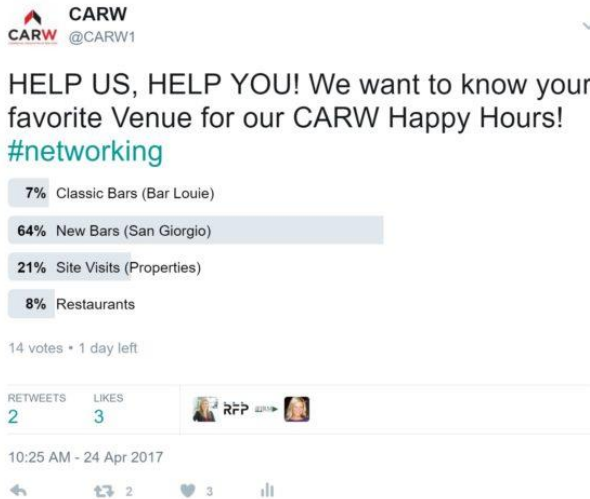 CARW
CARW
@CARW1
HELP US, HELP YOU! We want to know your
favorite Venue for our CARW Happy Hours!
#networking
7% Classic Bars (Bar Louie)
64% New Bars (San Giorgio)
21% Site Visits (Properties)
8% Restaurants
14 votes • 1 day left
RETWEETS LIKES
2 3
RFP
10:25 AM - 24 Apr 2017
2 3